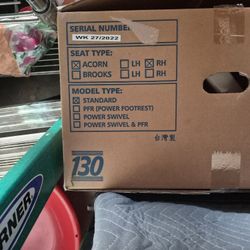 SERIAL NUMBER
WK 27/2022
SEAT TYPE:
ACORN LH RH
BROOKS LH RH
MODEL TYPE:
STANDARD
PFR (POWER FOOTREST)
POWER SWIVEL
POWER SWIVEL & PFR
台灣製
130
RNER